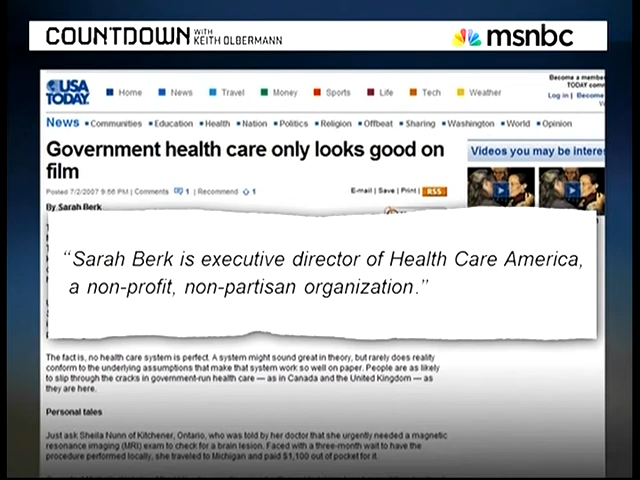 COUNTDOWN WITH KEITH OLBERMANN
msnbc
USA TODAY.
Home News Travel Money Sports Life Tech Weather
Become a membe
TODAY com
Log in | Become
News Communities Education Health Nation Politics Religion Offbeat Sharing Washington World Opinion
Government health care only looks good on
film
Videos you may be interes
Posted 7/2/2007 9:56 PM | Comments 1 | Recommend 1
E-mail | Save | Print | RSS
By Sarah Berk
“Sarah Berk is executive director of Health Care America,
a non-profit, non-partisan organization.”
The fact is, no health care system is perfect. A system might sound great in theory, but rarely does reality
conform to the underlying assumptions that make that system work so well on paper. People are as likely
to slip through the cracks in government-run health care — as in Canada and the United Kingdom — as
they are here.
Personal tales
Just ask Sheila Nunn of Kitchener, Ontario, who was told by her doctor that she urgently needed a magnetic
resonance imaging (MRI) exam to check for a brain lesion. Faced with a three-month wait to have the
procedure performed locally, she traveled to Michigan and paid $1,100 out of pocket for it.